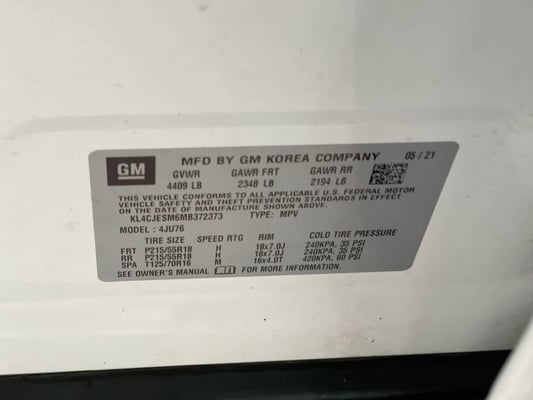 GM MFD BY GM KOREA COMPANY 05/21
GVWR GAWR FRT GAWR RR
4409 LB 2348 LB 2194 LB
THIS VEHICLE CONFORMS TO ALL APPLICABLE U.S. FEDERAL MOTOR
VEHICLE SAFETY, BUMPER, AND THEFT PREVENTION STANDARDS IN
EFFECT ON THE DATE OF MANUFACTURE SHOWN ABOVE.
KL4CJESM6MB372373 TYPE: MPV
MODEL: 4JU76
TIRE SIZE SPEED RTG RIM COLD TIRE PRESSURE
FRT P215/55R18 H 18x7.0J 240KPA, 35 PSI
RR P215/55R18 H 18x7.0J 240KPA, 35 PSI
SPA T125/70R16 M 16x4.0T 420KPA, 60 PSI
SEE OWNER'S MANUAL FOR MORE INFORMATION